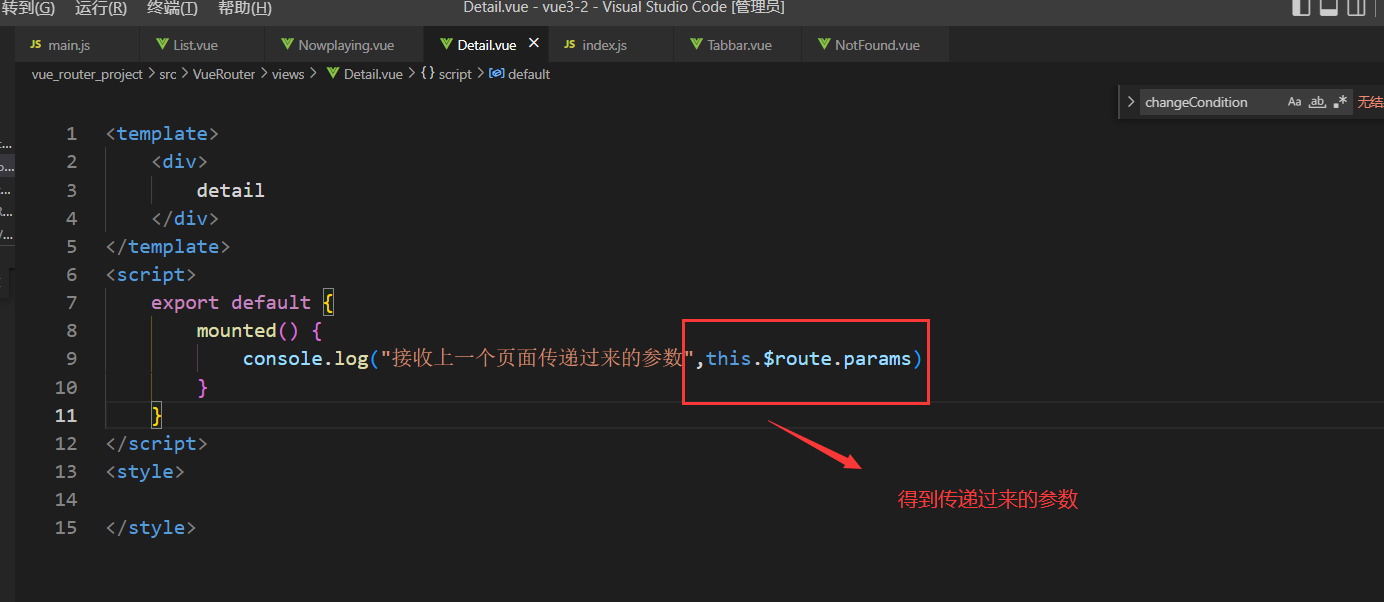 转到(G) 运行(R) 终端(T) 帮助(H) Detail.vue - vue3-2 - Visual Studio Code [管理员]
JS main.js List.vue Nowplaying.vue Detail.vue × JS index.js Tabbar.vue NotFound.vue
vue_router_project > src > VueRouter > views > Detail.vue > {} script > default
> changeCondition Aa ab, .* 无结
1 <template>
2 <div>
3 detail
4 </div>
5 </template>
6 <script>
7 export default {
8 mounted() {
9 console.log("接收上一个页面传递过来的参数",this.$route.params)
10 }
11 }
12 </script>
13 <style>
14
15 </style>
得到传递过来的参数